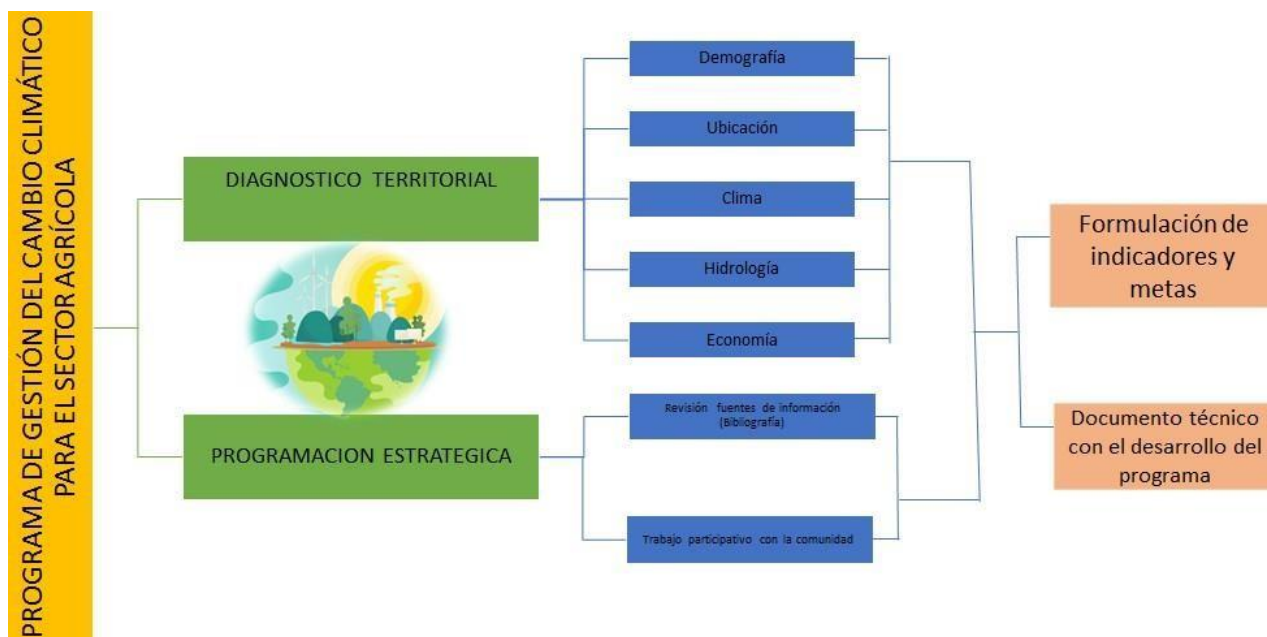 PROGRAMA DE GESTIÓN DEL CAMBIO CLIMÁTICO
PARA EL SECTOR AGRÍCOLA
DIAGNOSTICO TERRITORIAL
PROGRAMACION ESTRATEGICA
Demografía
Ubicación
Clima
Hidrología
Economía
Revisión fuentes de información
(Bibliografía)
Trabajo participativo con la comunidad
Formulación de
indicadores y
metas
Documento técnico
con el desarrollo del
programa